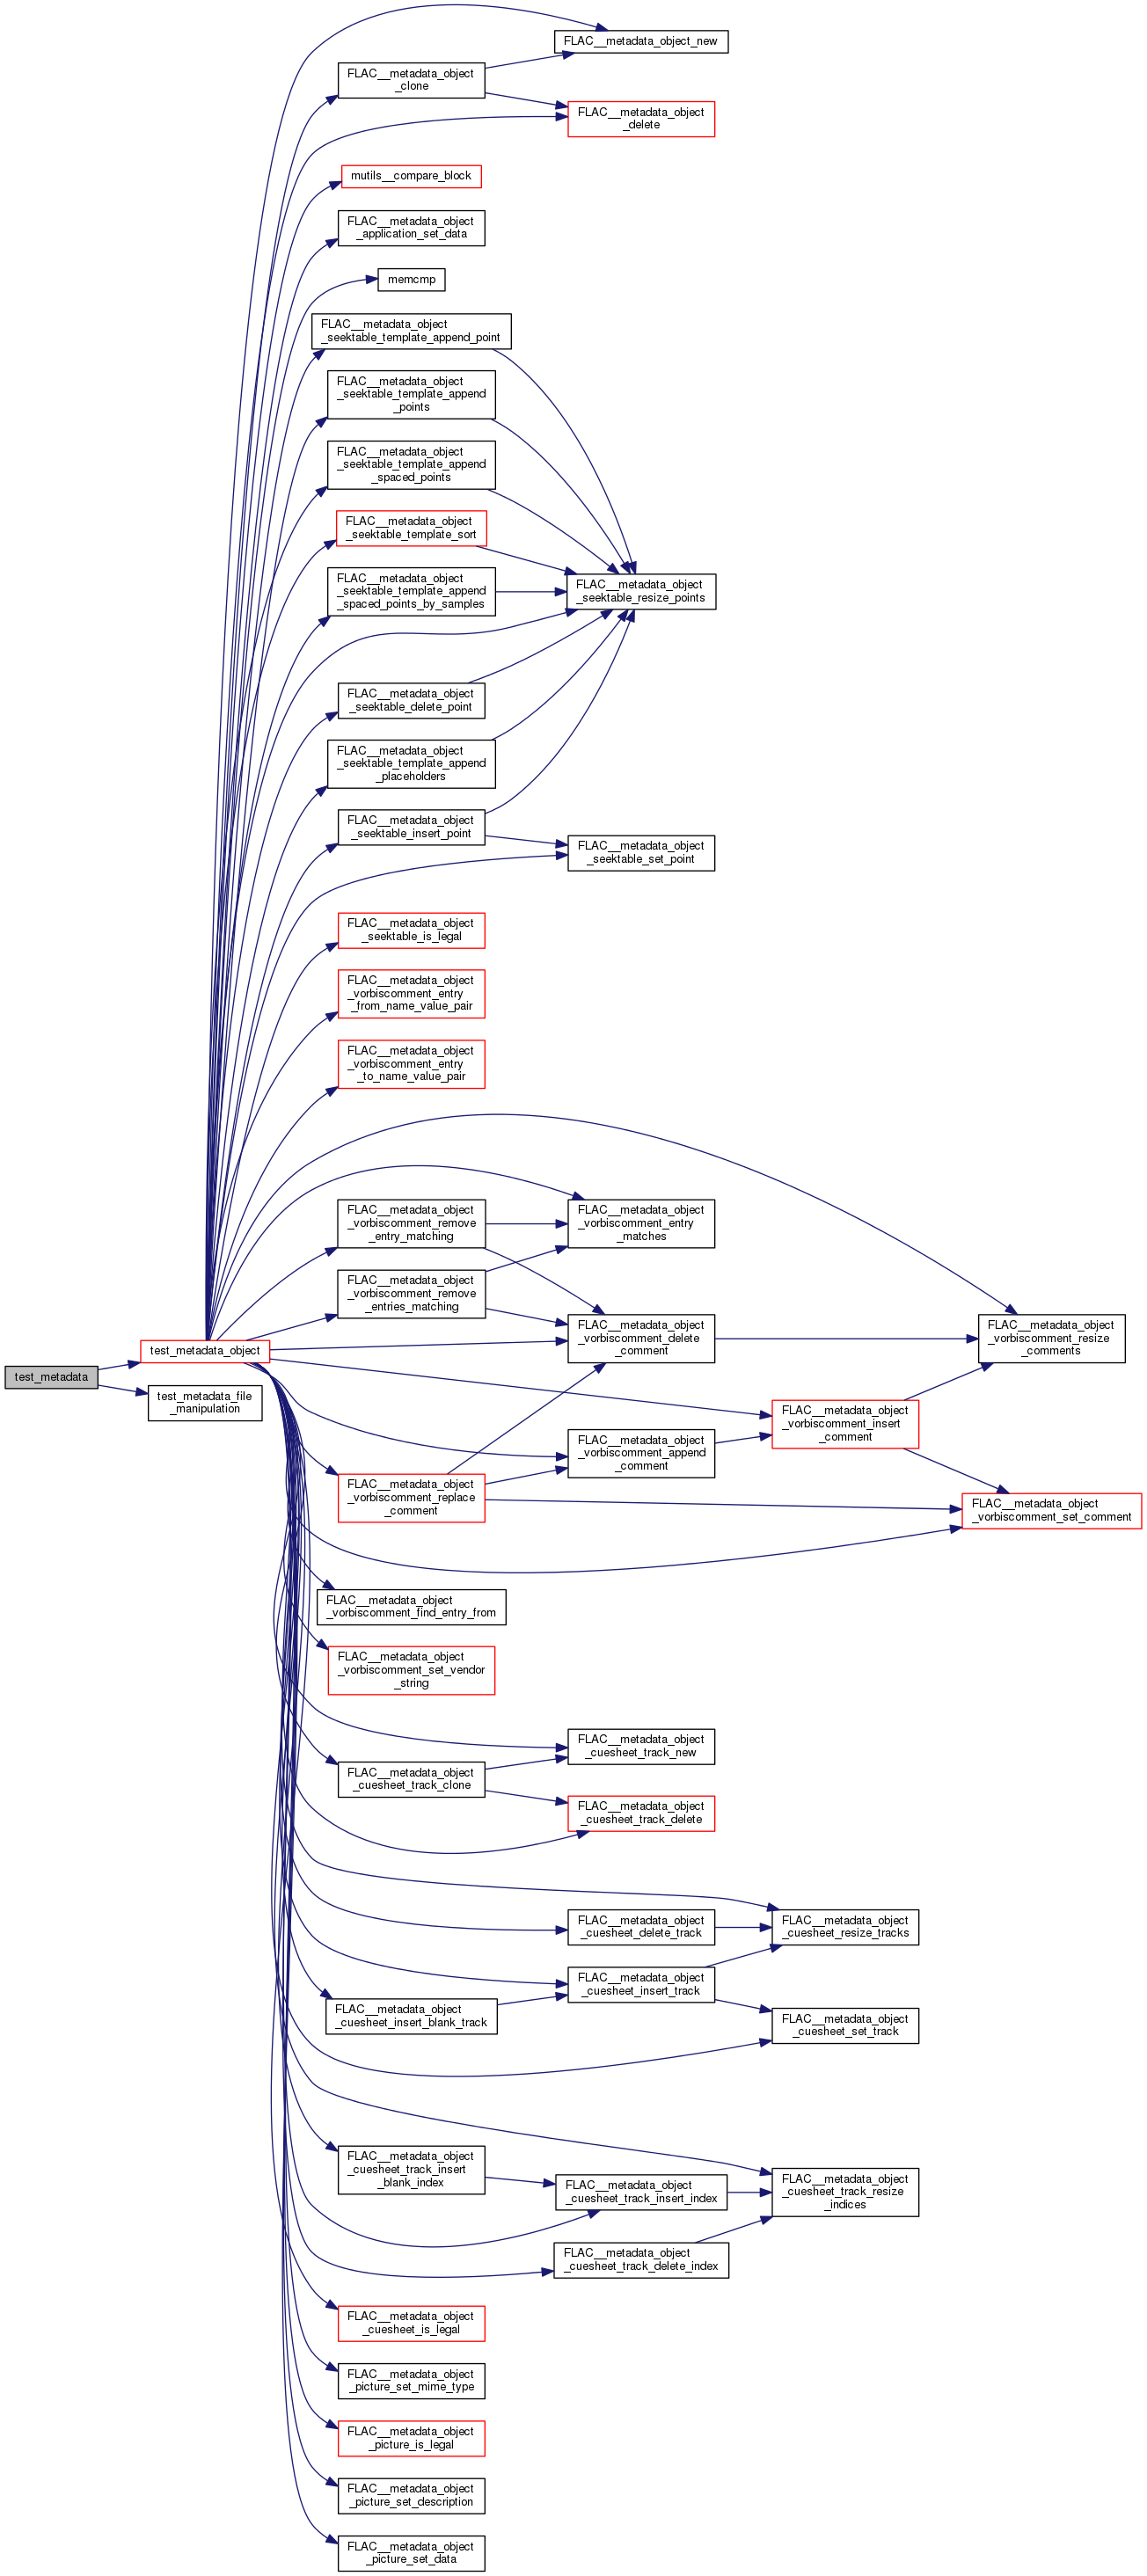 FLAC__metadata_object_new
FLAC__metadata_object
_clone
FLAC__metadata_object
_delete
mutils__compare_block
FLAC__metadata_object
_application_set_data
memcmp
FLAC__metadata_object
_seektable_template_append_point
FLAC__metadata_object
_seektable_template_append
_points
FLAC__metadata_object
_seektable_template_append
_spaced_points
FLAC__metadata_object
_seektable_template_sort
FLAC__metadata_object
_seektable_template_append
_spaced_points_by_samples
FLAC__metadata_object
_seektable_resize_points
FLAC__metadata_object
_seektable_delete_point
FLAC__metadata_object
_seektable_template_append
_placeholders
FLAC__metadata_object
_seektable_insert_point
FLAC__metadata_object
_seektable_set_point
FLAC__metadata_object
_seektable_is_legal
FLAC__metadata_object
_vorbiscomment_entry
_from_name_value_pair
FLAC__metadata_object
_vorbiscomment_entry
_to_name_value_pair
FLAC__metadata_object
_vorbiscomment_remove
_entry_matching
FLAC__metadata_object
_vorbiscomment_entry
_matches
FLAC__metadata_object
_vorbiscomment_remove
_entries_matching
FLAC__metadata_object
_vorbiscomment_delete
_comment
FLAC__metadata_object
_vorbiscomment_resize
_comments
test_metadata_object
test_metadata
test_metadata_file
_manipulation
FLAC__metadata_object
_vorbiscomment_insert
_comment
FLAC__metadata_object
_vorbiscomment_append
_comment
FLAC__metadata_object
_vorbiscomment_replace
_comment
FLAC__metadata_object
_vorbiscomment_set_comment
FLAC__metadata_object
_vorbiscomment_find_entry_from
FLAC__metadata_object
_vorbiscomment_set_vendor
_string
FLAC__metadata_object
_cuesheet_track_new
FLAC__metadata_object
_cuesheet_track_clone
FLAC__metadata_object
_cuesheet_track_delete
FLAC__metadata_object
_cuesheet_delete_track
FLAC__metadata_object
_cuesheet_resize_tracks
FLAC__metadata_object
_cuesheet_insert_track
FLAC__metadata_object
_cuesheet_insert_blank_track
FLAC__metadata_object
_cuesheet_set_track
FLAC__metadata_object
_cuesheet_track_insert
_blank_index
FLAC__metadata_object
_cuesheet_track_insert_index
FLAC__metadata_object
_cuesheet_track_resize
_indices
FLAC__metadata_object
_cuesheet_track_delete_index
FLAC__metadata_object
_cuesheet_is_legal
FLAC__metadata_object
_picture_set_mime_type
FLAC__metadata_object
_picture_is_legal
FLAC__metadata_object
_picture_set_description
FLAC__metadata_object
_picture_set_data